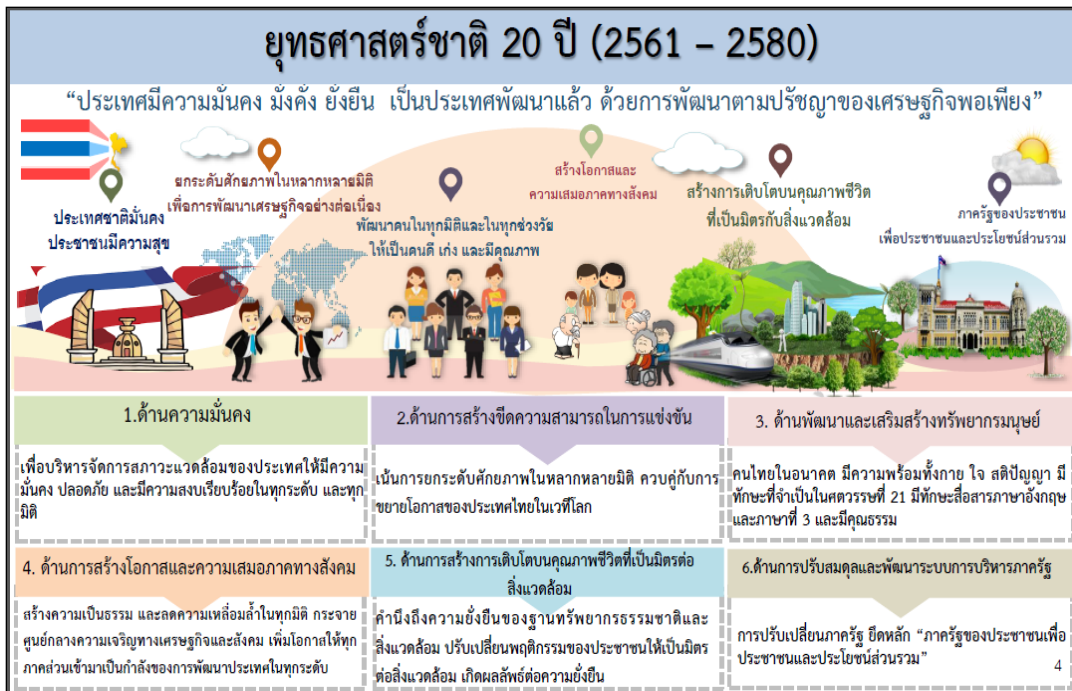 ยุทธศาสตร์ชาติ 20 ปี (2561 – 2580)
“ประเทศมีความมั่นคง มั่งคั่ง ยั่งยืน เป็นประเทศพัฒนาแล้ว ด้วยการพัฒนาตามปรัชญาของเศรษฐกิจพอเพียง”
ประเทศชาติมั่นคง
ประชาชนมีความสุข
ยกระดับศักยภาพในหลากหลายมิติ
เพื่อการพัฒนาเศรษฐกิจอย่างต่อเนื่อง
พัฒนาคนในทุกมิติและในทุกช่วงวัย
ให้เป็นคนดี เก่ง และมีคุณภาพ
สร้างโอกาสและ
ความเสมอภาคทางสังคม
สร้างการเติบโตบนคุณภาพชีวิต
ที่เป็นมิตรกับสิ่งแวดล้อม
ภาครัฐของประชาชน
เพื่อประชาชนและประโยชน์ส่วนรวม
1.ด้านความมั่นคง
เพื่อบริหารจัดการสภาวะแวดล้อมของประเทศให้มีความ
มั่นคง ปลอดภัย และมีความสงบเรียบร้อยในทุกระดับ และทุก
มิติ
2.ด้านการสร้างขีดความสามารถในการแข่งขัน
เน้นการยกระดับศักยภาพในหลากหลายมิติ ควบคู่กับการ
ขยายโอกาสของประเทศไทยในเวทีโลก
3. ด้านพัฒนาและเสริมสร้างทรัพยากรมนุษย์
คนไทยในอนาคต มีความพร้อมทั้งกาย ใจ สติปัญญา มี
ทักษะที่จำเป็นในศตวรรษที่ 21 มีทักษะสื่อสารภาษาอังกฤษ
และภาษาที่ 3 และมีคุณธรรม
4. ด้านการสร้างโอกาสและความเสมอภาคทางสังคม
สร้างความเป็นธรรม และลดความเหลื่อมล้ำในทุกมิติ กระจาย
ศูนย์กลางความเจริญทางเศรษฐกิจและสังคม เพิ่มโอกาสให้ทุก
ภาคส่วนเข้ามาเป็นกำลังของการพัฒนาประเทศในทุกระดับ
5. ด้านการสร้างการเติบโตบนคุณภาพชีวิตที่เป็นมิตรต่อ
สิ่งแวดล้อม
คำนึงถึงความยั่งยืนของฐานทรัพยากรธรรมชาติและ
สิ่งแวดล้อม ปรับเปลี่ยนพฤติกรรมของประชาชนให้เป็นมิตร
ต่อสิ่งแวดล้อม เกิดผลลัพธ์ต่อความยั่งยืน
6.ด้านการปรับสมดุลและพัฒนาระบบการบริหารภาครัฐ
การปรับเปลี่ยนภาครัฐ ยึดหลัก “ภาครัฐของประชาชนเพื่อ
ประชาชนและประโยชน์ส่วนรวม”
4